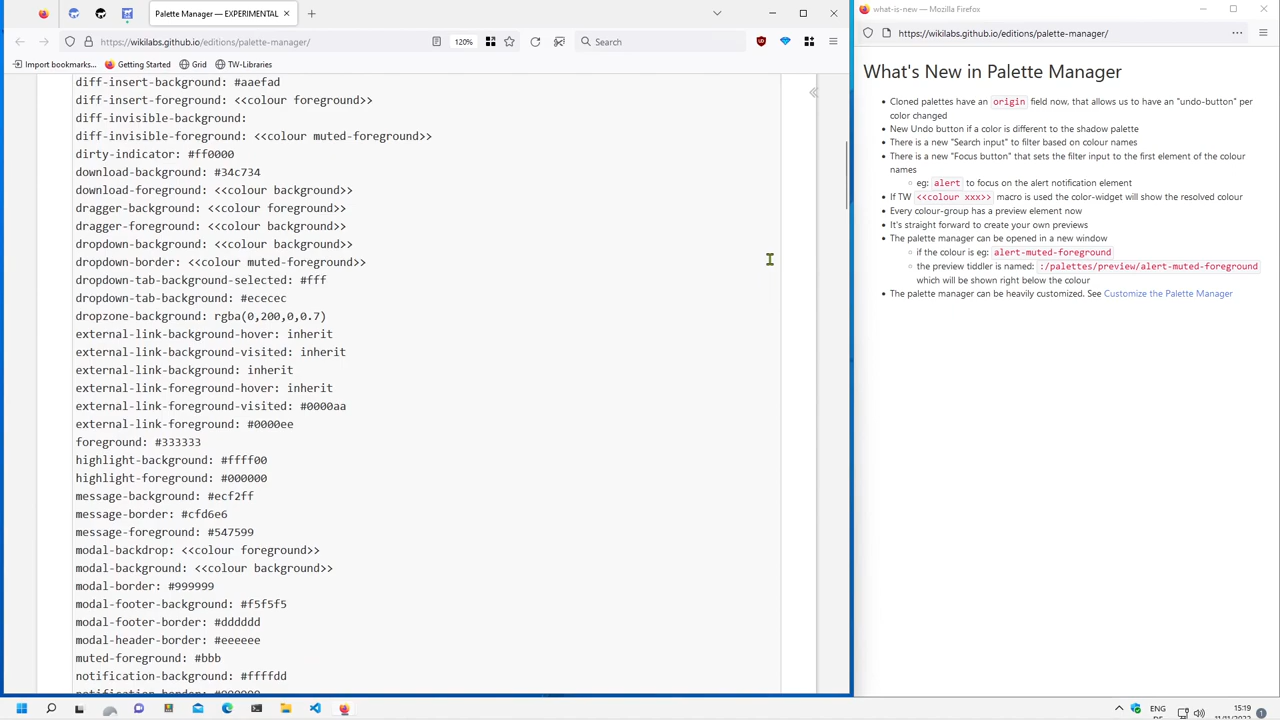 Palette Manager — EXPERIMENTAL
https://wikilabs.github.io/editions/palette-manager/
120%
Search
Import bookmarks...
Getting Started
Grid
TW-Libraries
diff-insert-background: #aaefad
diff-insert-foreground: <<colour foreground>>
diff-invisible-background:
diff-invisible-foreground: <<colour muted-foreground>>
dirty-indicator: #ff0000
download-background: #34c734
download-foreground: <<colour background>>
dragger-background: <<colour foreground>>
dragger-foreground: <<colour background>>
dropdown-background: <<colour background>>
dropdown-border: <<colour muted-foreground>>
dropdown-tab-background-selected: #fff
dropdown-tab-background: #ececec
dropzone-background: rgba(0,200,0,0.7)
external-link-background-hover: inherit
external-link-background-visited: inherit
external-link-background: inherit
external-link-foreground-hover: inherit
external-link-foreground-visited: #0000aa
external-link-foreground: #0000ee
foreground: #333333
highlight-background: #ffff00
highlight-foreground: #000000
message-background: #ecf2ff
message-border: #cfd6e6
message-foreground: #547599
modal-backdrop: <<colour foreground>>
modal-background: <<colour background>>
modal-border: #999999
modal-footer-background: #f5f5f5
modal-footer-border: #dddddd
modal-header-border: #eeeeee
muted-foreground: #bbb
notification-background: #ffffdd
what-is-new — Mozilla Firefox
https://wikilabs.github.io/editions/palette-manager/
What's New in Palette Manager
Cloned palettes have an origin field now, that allows us to have an "undo-button" per
color changed
New Undo button if a color is different to the shadow palette
There is a new "Search input" to filter based on colour names
There is a new "Focus button" that sets the filter input to the first element of the colour
names
eg: alert to focus on the alert notification element
If TW <<colour xxx>> macro is used the color-widget will show the resolved colour
Every colour-group has a preview element now
It's straight forward to create your own previews
The palette manager can be opened in a new window
if the colour is eg: alert-muted-foreground
the preview tiddler is named: :/palettes/preview/alert-muted-foreground
which will be shown right below the colour
The palette manager can be heavily customized. See Customize the Palette Manager
ENG
15:19